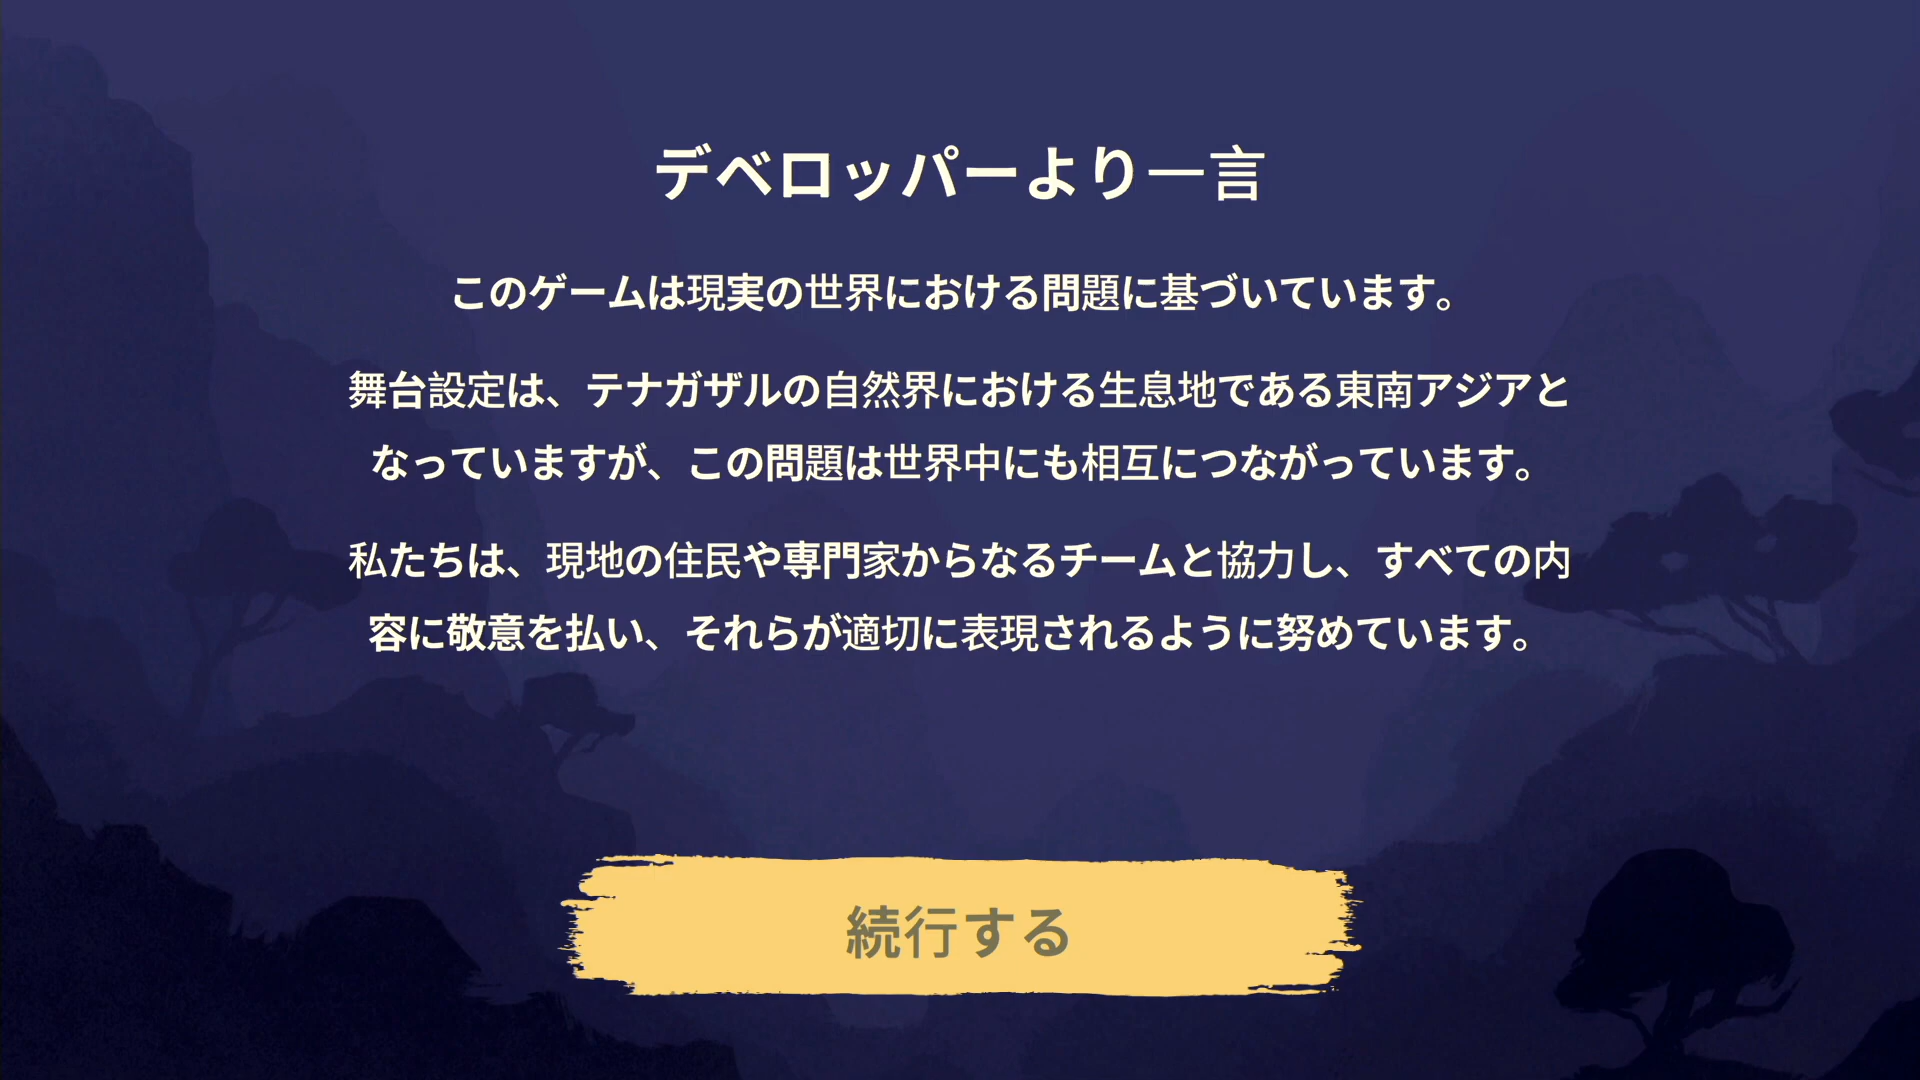 デベロッパーより一言
このゲームは現実の世界における問題に基づいています。
舞台設定は、テナガザルの自然界における生息地である東南アジアと
なっていますが、この問題は世界中にも相互につながっています。
私たちは、現地の住民や専門家からなるチームと協力し、すべての内
容に敬意を払い、それらが適切に表現されるように努めています。
続行する